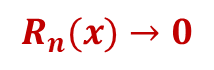 Rₙ(x) → 0